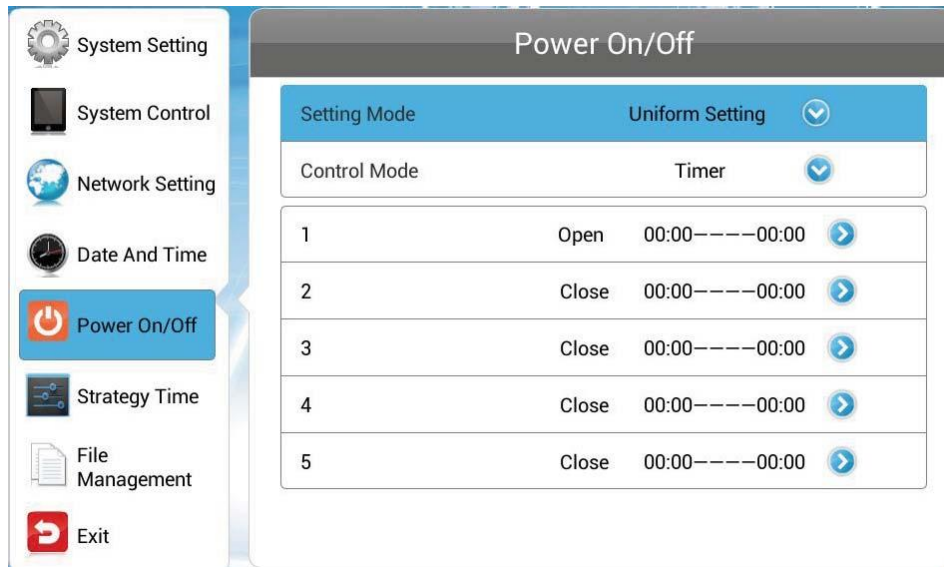 System Setting
System Control
Network Setting
Date And Time
Power On/Off
Strategy Time
File
Management
Exit
Power On/Off
Setting Mode Uniform Setting
Control Mode Timer
1 Open 00:00————00:00
2 Close 00:00————00:00
3 Close 00:00————00:00
4 Close 00:00————00:00
5 Close 00:00————00:00